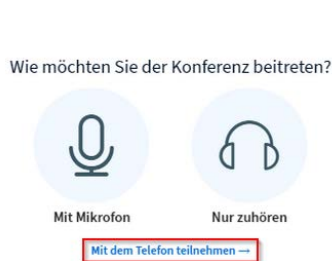 Wie möchten Sie der Konferenz beitreten?
Mit Mikrofon
Nur zuhören
Mit dem Telefon teilnehmen →